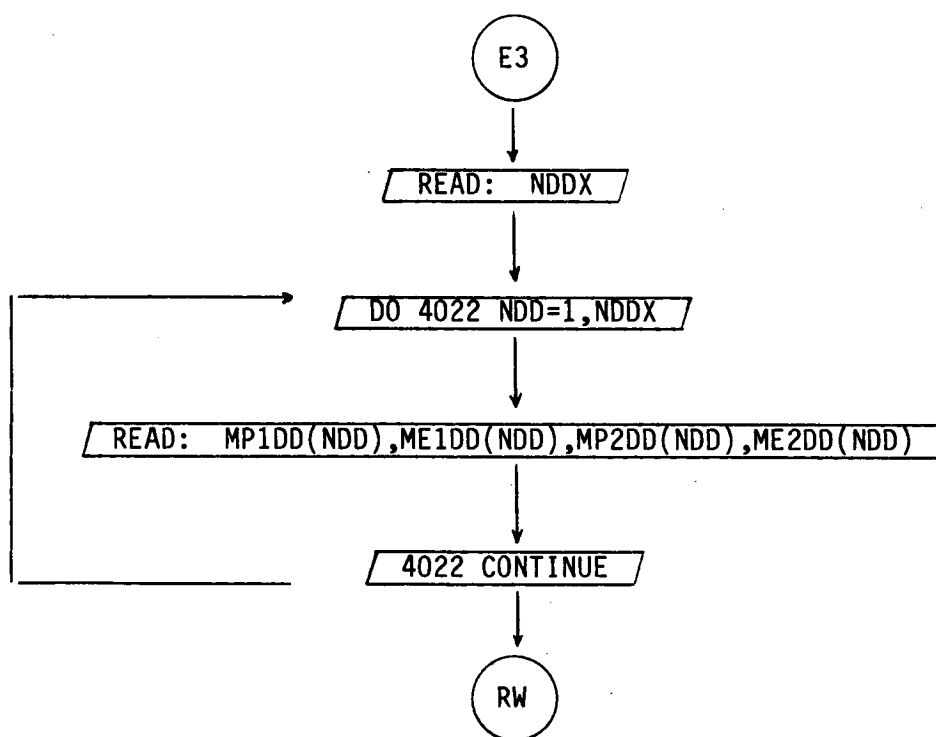 E3
READ: NDDX
DO 4022 NDD=1,NDDX
READ: MP1DD(NDD),ME1DD(NDD),MP2DD(NDD),ME2DD(NDD)
4022 CONTINUE
RW